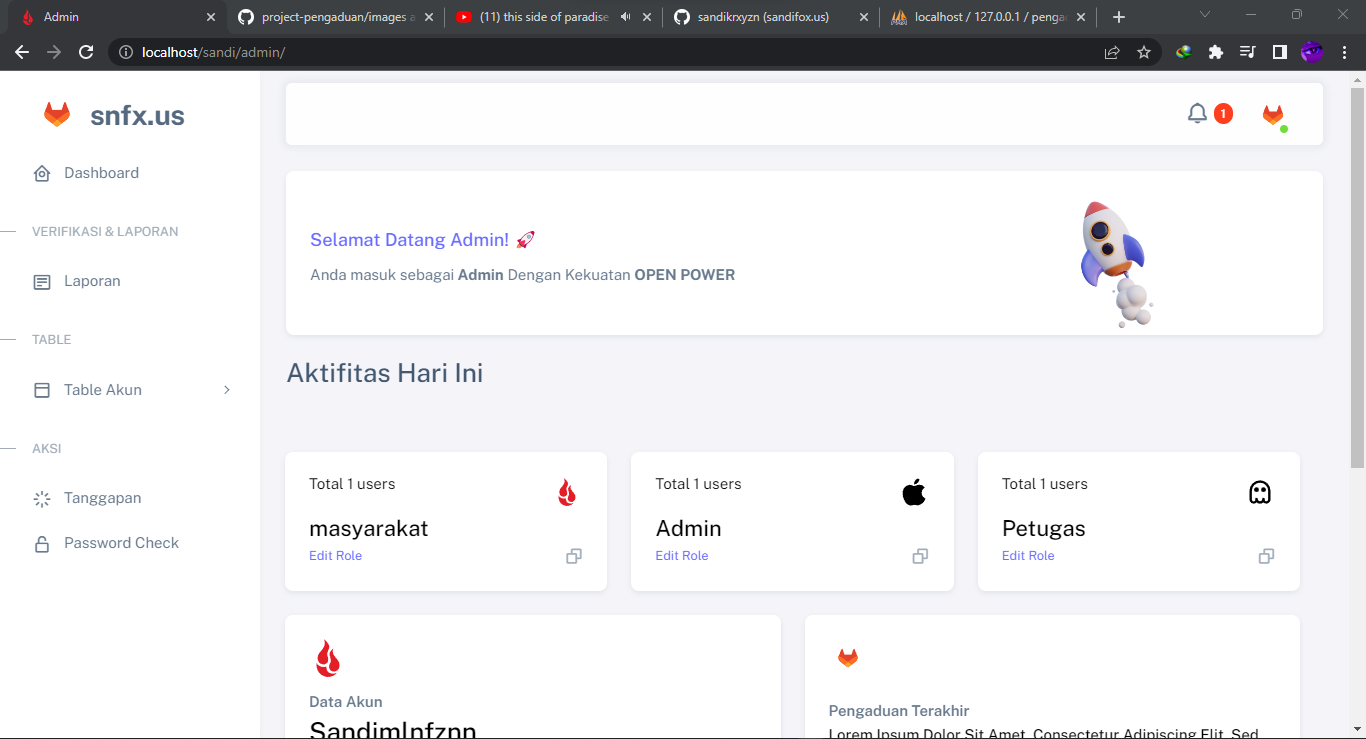 Admin
project-pengaduan/images a
(11) this side of paradise
sandikrxyzn (sandifox.us)
localhost / 127.0.0.1 / penga
localhost/sandi/admin/
snfx.us
1
Dashboard
VERIFIKASI & LAPORAN
Laporan
TABLE
Table Akun
AKSI
Tanggapan
Password Check
Selamat Datang Admin! 🚀
Anda masuk sebagai Admin Dengan Kekuatan OPEN POWER
Aktifitas Hari Ini
Total 1 users
masyarakat
Edit Role
Total 1 users
Admin
Edit Role
Total 1 users
Petugas
Edit Role
Data Akun
Sandimlnfznn
Pengaduan Terakhir
Lorem Ipsum Dolor Sit Amet, Consectetur Adipiscing Elit, Sed